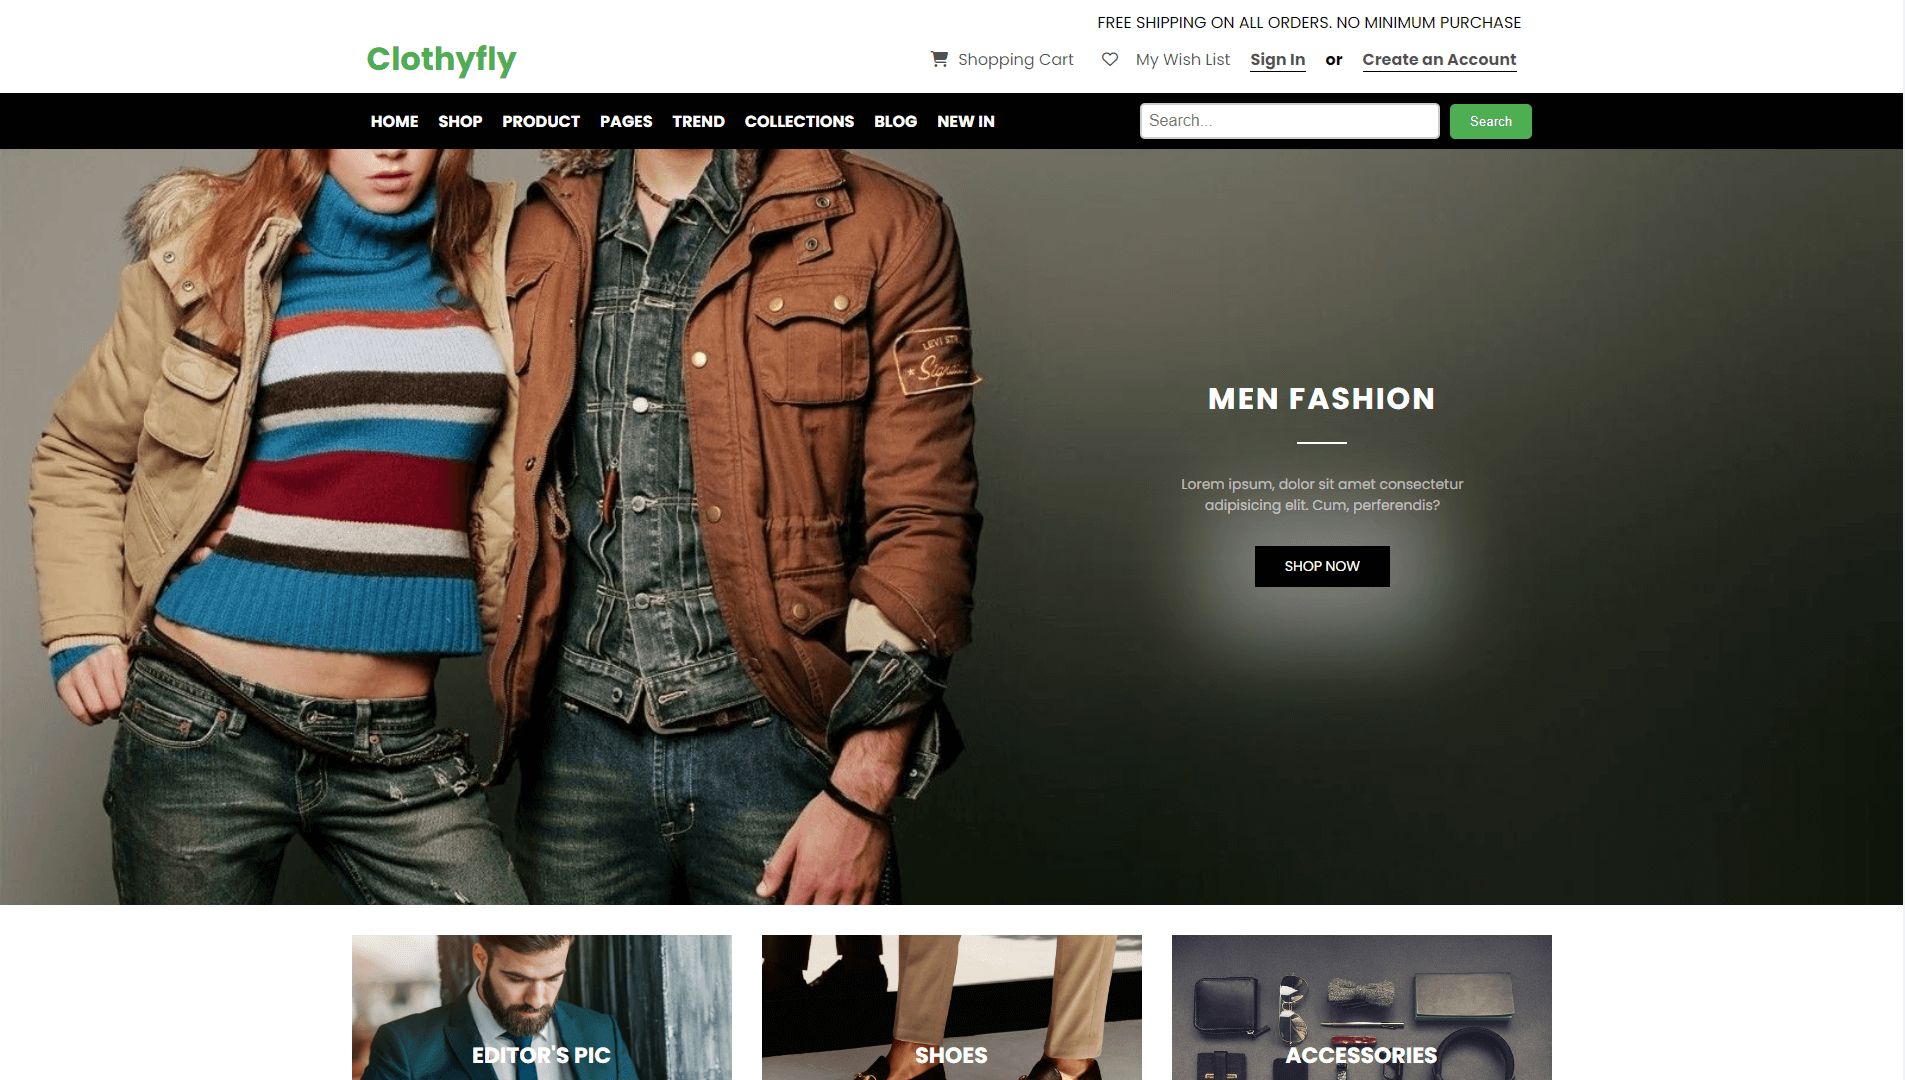 FREE SHIPPING ON ALL ORDERS. NO MINIMUM PURCHASE
Clothyfly
Shopping Cart
My Wish List
Sign In or Create an Account
HOME SHOP PRODUCT PAGES TREND COLLECTIONS BLOG NEW IN
Search...
Search
LEVI
MEN FASHION
Lorem ipsum, dolor sit amet consectetur
adipisicing elit. Cum, perferendis?
SHOP NOW
EDITOR'S PIC
SHOES
ACCESSORIES